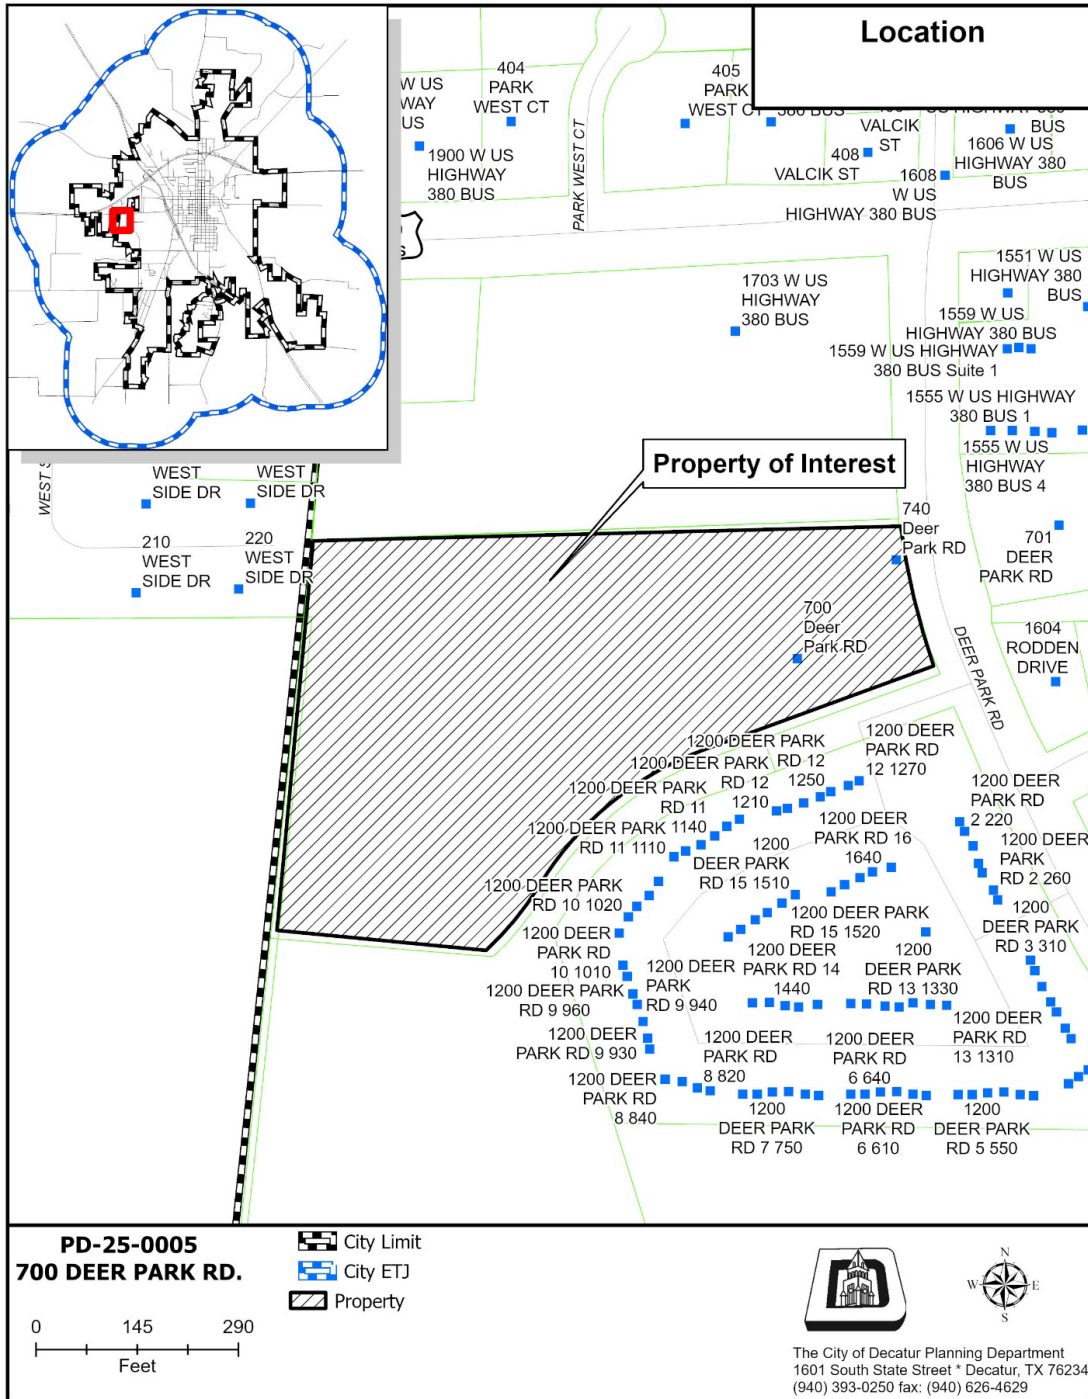 Location
W US
WAY
US
404
PARK
WEST CT
1900 W US
HIGHWAY
380 BUS
PARK WEST CT
405
PARK
WEST CT
380 BUS
US HIGHWAY 380
BUS
VALCIK
ST
408
VALCIK ST
1606 W US
HIGHWAY 380
BUS
1608
W US
HIGHWAY 380 BUS
1703 W US
HIGHWAY
380 BUS
1551 W US
HIGHWAY 380
BUS
1559 W US
HIGHWAY 380 BUS
1559 W US HIGHWAY
380 BUS Suite 1
1555 W US HIGHWAY
380 BUS 1
1555 W US
HIGHWAY
380 BUS 4
Property of Interest
WEST
SIDE DR
WEST
SIDE DR
WEST S
210
WEST
SIDE DR
220
WEST
SIDE DR
740
Deer
Park RD
701
DEER
PARK RD
700
Deer
Park RD
DEER PARK RD
1604
RODDEN
DRIVE
1200 DEER PARK
RD 12
1250
1200 DEER
PARK RD
12 1270
1200 DEER PARK
RD 12
1210
1200 DEER PARK
RD 11
1140
1200 DEER PARK
RD 11 1110
1200 DEER
PARK RD
2 220
1200 DEER
PARK RD 16
1640
1200 DEER
PARK
RD 2 260
1200
DEER PARK
RD 15 1510
1200 DEER PARK
RD 10 1020
1200 DEER PARK
RD 15 1520
1200
DEER PARK
RD 3 310
1200 DEER
PARK RD
10 1010
1200 DEER
PARK RD 14
1440
1200
DEER PARK
RD 13 1330
1200 DEER
PARK
RD 9 940
1200 DEER PARK
RD 9 960
1200 DEER
PARK RD 9 930
1200 DEER
PARK RD
13 1310
1200 DEER
PARK RD
8 820
1200 DEER
PARK RD
6 640
1200 DEER
PARK RD
8 840
1200
DEER PARK
RD 7 750
1200 DEER
PARK RD
6 610
1200
DEER PARK
RD 5 550
PD-25-0005
700 DEER PARK RD.
0 145 290
Feet
City Limit
City ETJ
Property
D
N
W E
S
The City of Decatur Planning Department
1601 South State Street * Decatur, TX 76234
(940) 393-0250 fax: (940) 626-4629